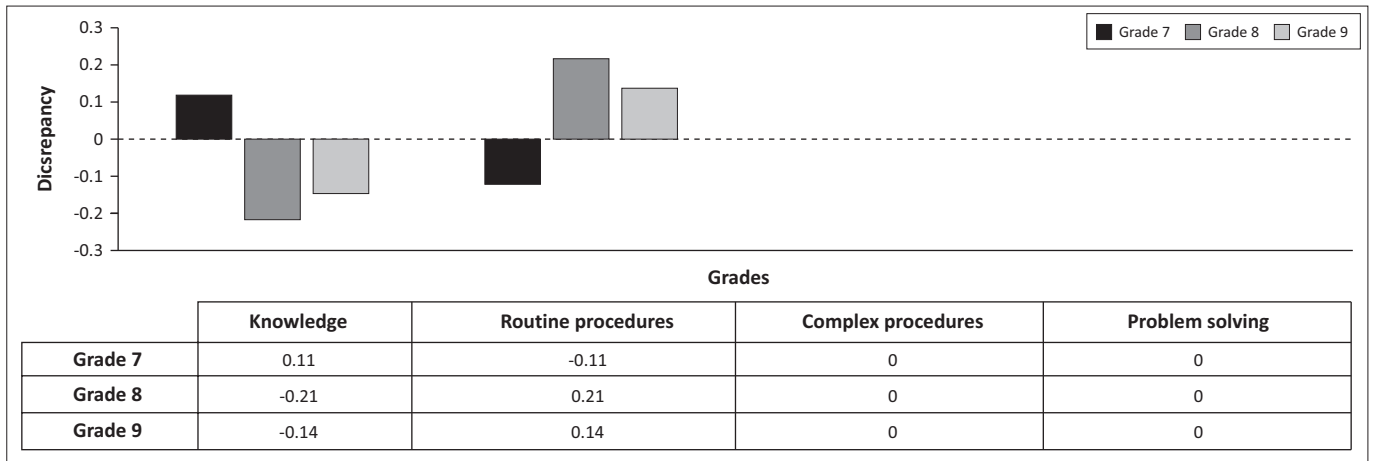 Grade 7 Grade 8 Grade 9
0.3
0.2
0.1
0
-0.1
-0.2
-0.3
Dicsrepancy
Grades
Knowledge Routine procedures Complex procedures Problem solving
Grade 7 0.11 -0.11 0 0
Grade 8 -0.21 0.21 0 0
Grade 9 -0.14 0.14 0 0